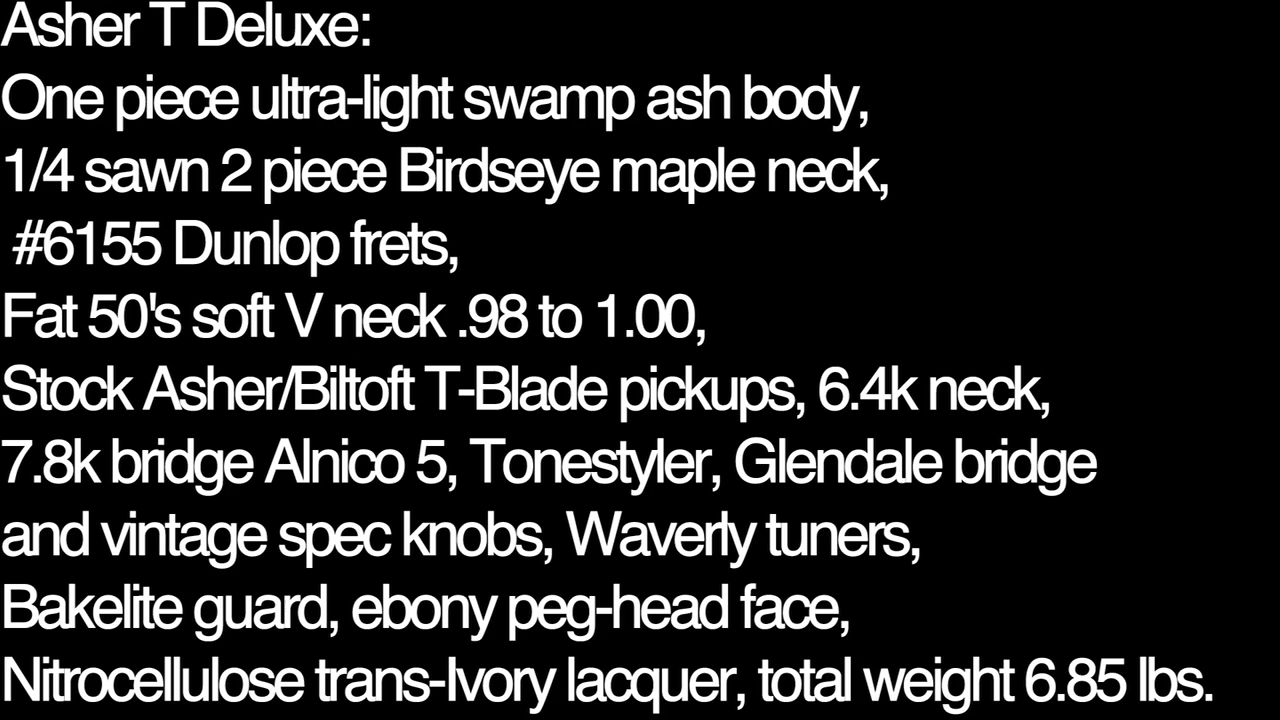 Asher T Deluxe:
One piece ultra-light swamp ash body,
1/4 sawn 2 piece Birdseye maple neck,
#6155 Dunlop frets,
Fat 50's soft V neck .98 to 1.00,
Stock Asher/Biltoft T-Blade pickups, 6.4k neck,
7.8k bridge Alnico 5, Tonestyler, Glendale bridge
and vintage spec knobs, Waverly tuners,
Bakelite guard, ebony peg-head face,
Nitrocellulose trans-Ivory lacquer, total weight 6.85 lbs.